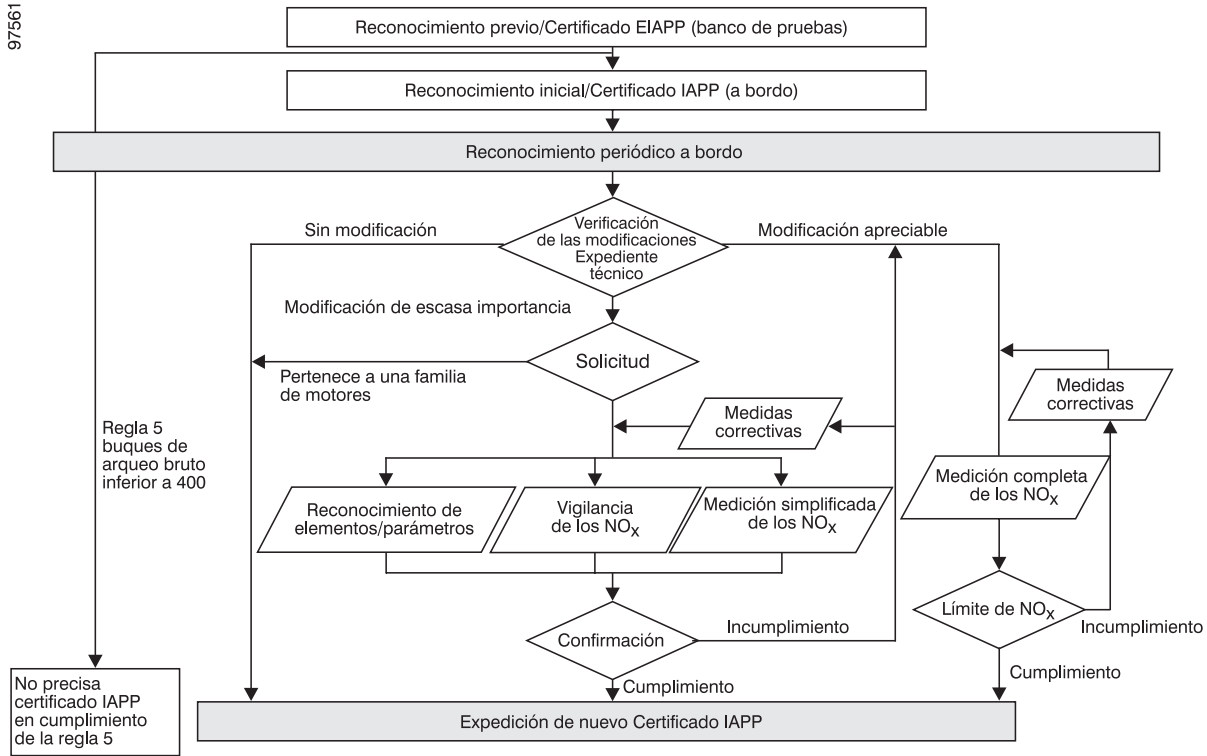 97561
Reconocimiento previo/Certificado EIAPP (banco de pruebas)
Reconocimiento inicial/Certificado IAPP (a bordo)
Reconocimiento periódico a bordo
Verificación
de las modificaciones
Expediente
técnico
Sin modificación
Modificación apreciable
Modificación de escasa importancia
Solicitud
Pertenece a una familia
de motores
Medidas
correctivas
Medidas
correctivas
Regla 5
buques de
arqueo bruto
inferior a 400
Reconocimiento de
elementos/parámetros
Vigilancia
de los NOx
Medición simplificada
de los NOx
Medición completa
de los NOx
Límite de NOx
Incumplimiento
Confirmación
Incumplimiento
Cumplimiento
Cumplimiento
No precisa
certificado IAPP
en cumplimiento
de la regla 5
Expedición de nuevo Certificado IAPP